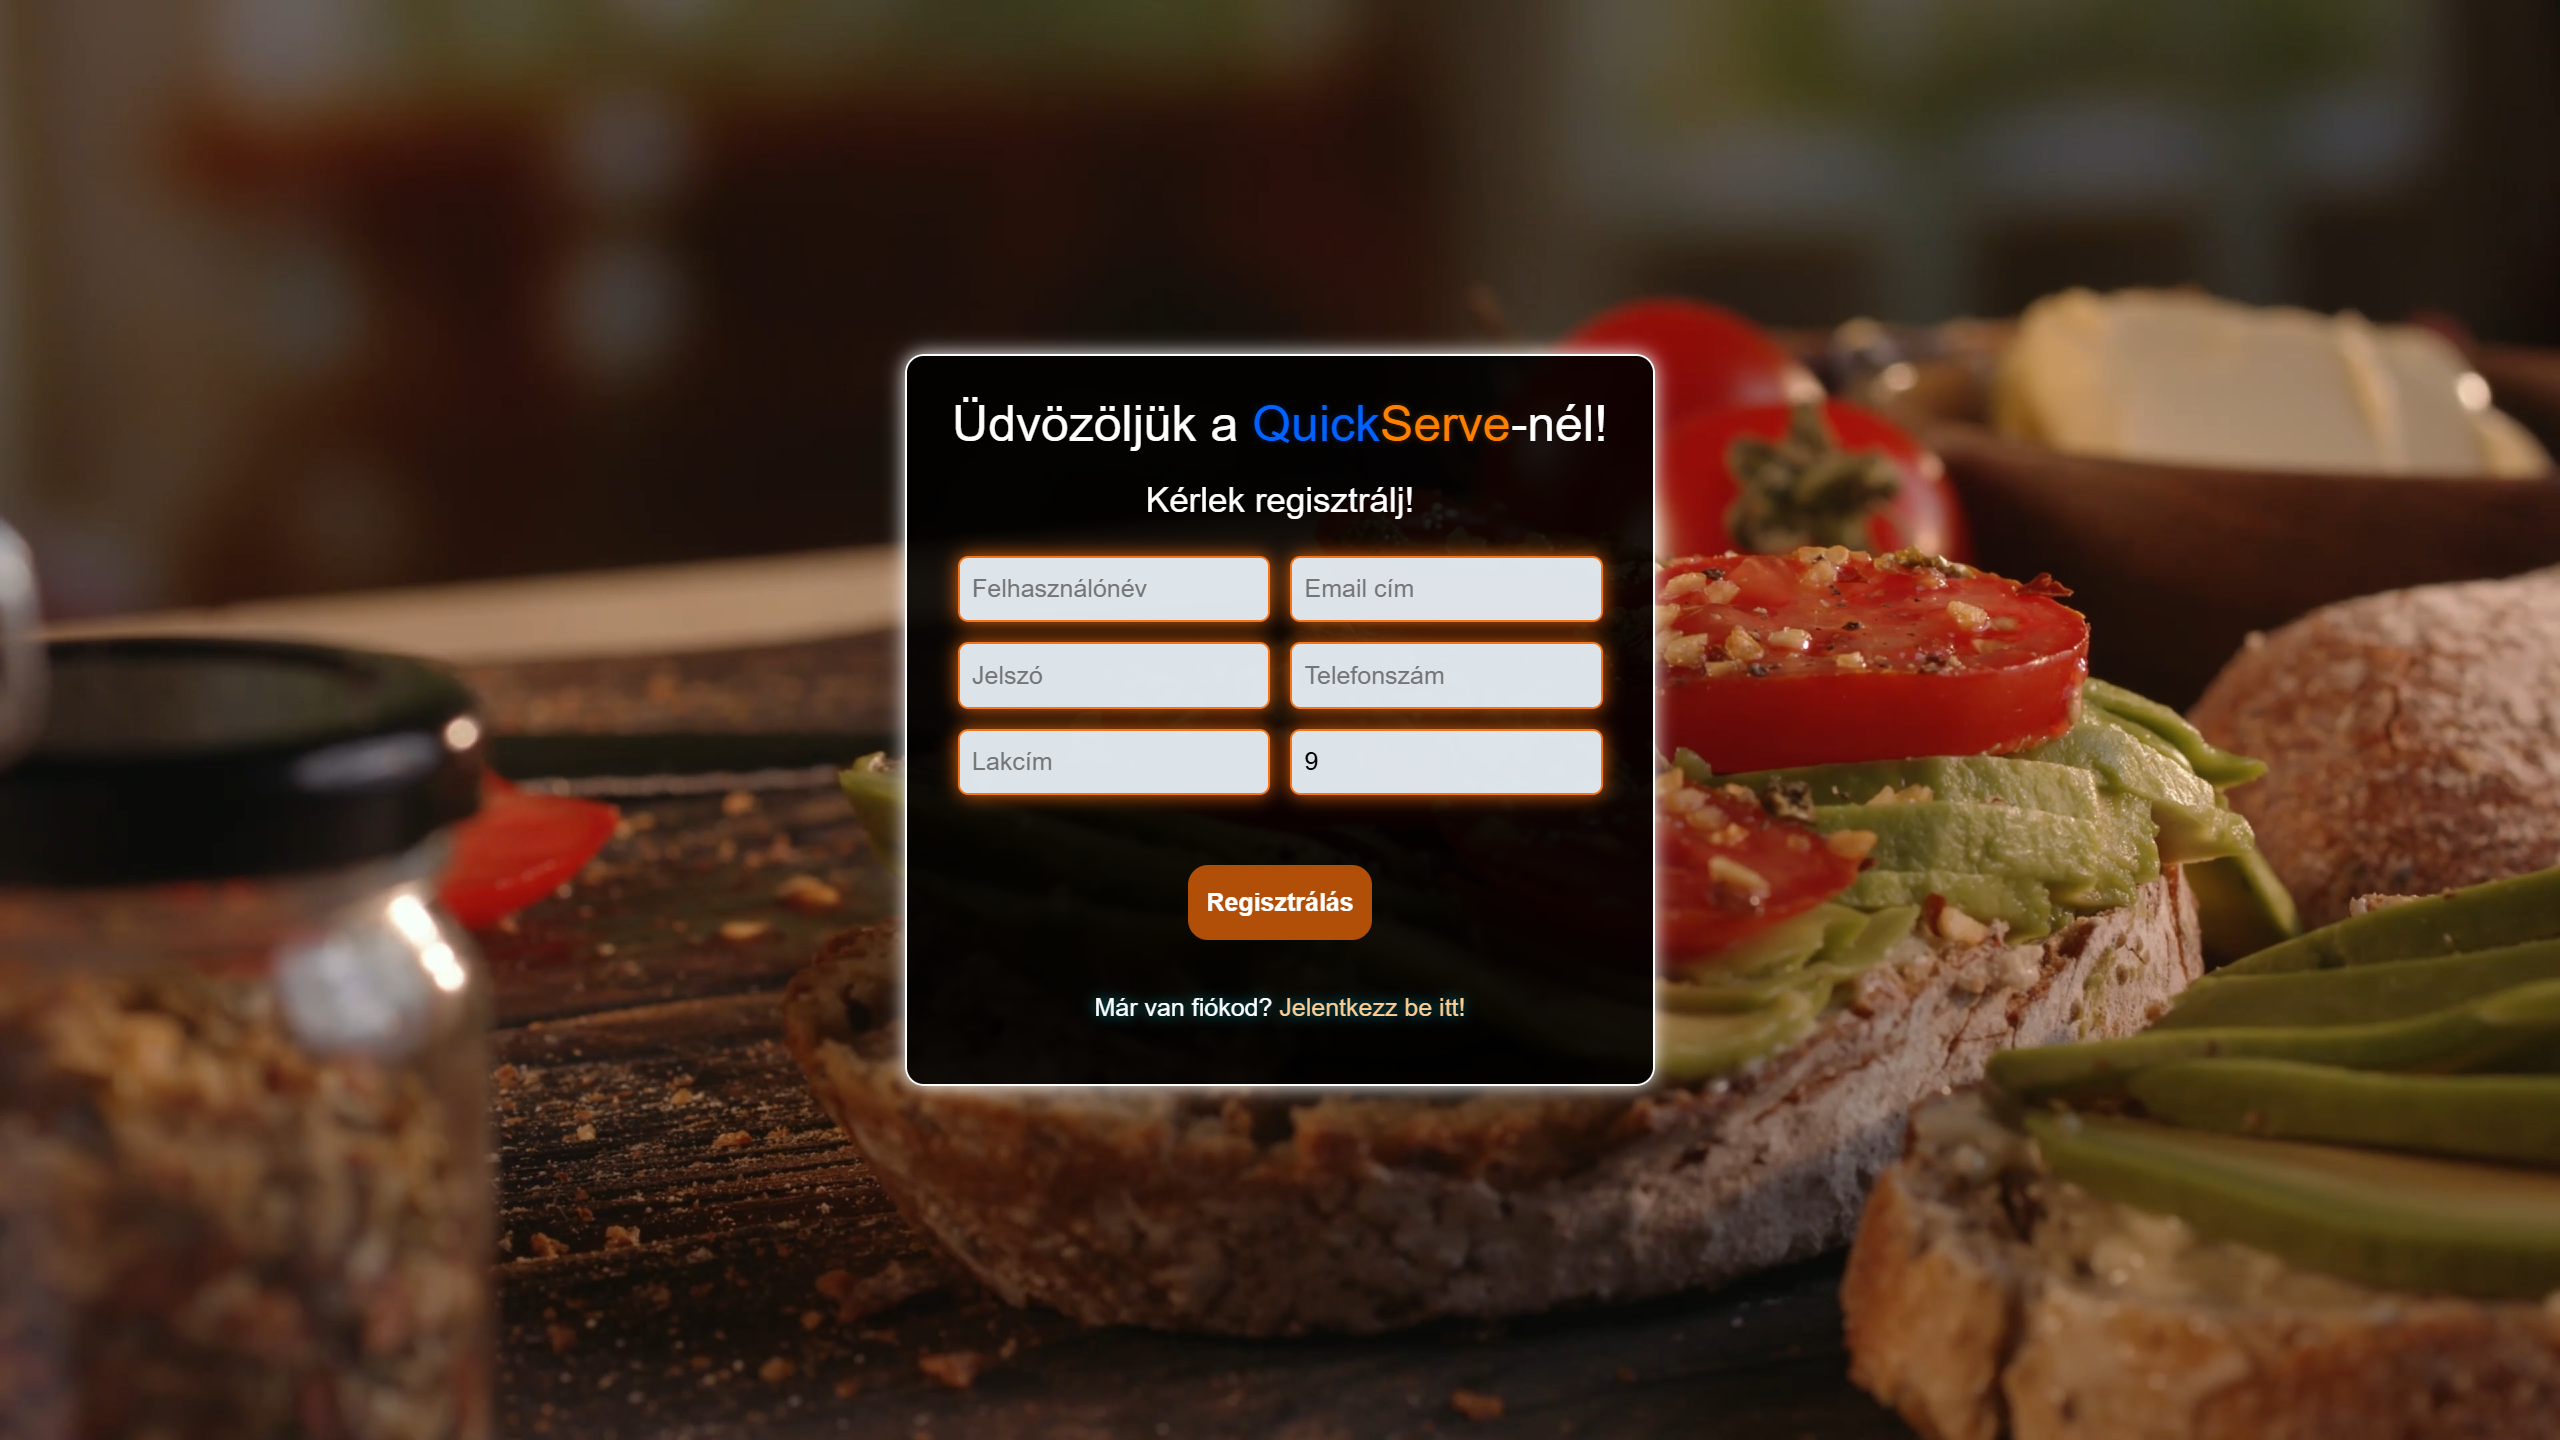 Üdvözöljük a QuickServe-nél!
Kérlek regisztrálj!
Felhasználónév
Email cím
Jelszó
Telefonszám
Lakcím
9
Regisztrálás
Már van fiókod? Jelentkezz be itt!